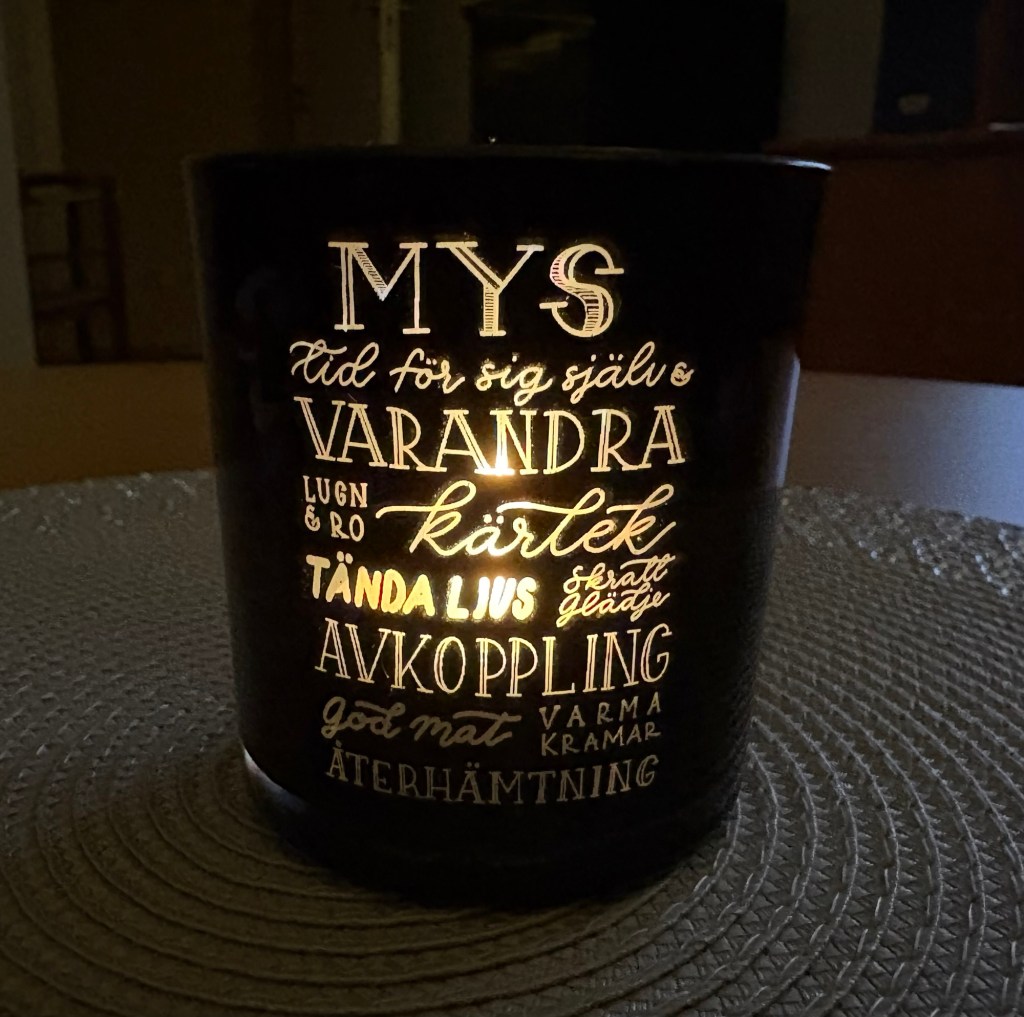 MYS
tid för sig själv &
VARANDRA
LUGN
& RO
kärlek
TÄNDA LJUS
skratt
glädje
AVKOPPLING
god mat
VARMA
KRAMAR
ÅTERHÄMTNING